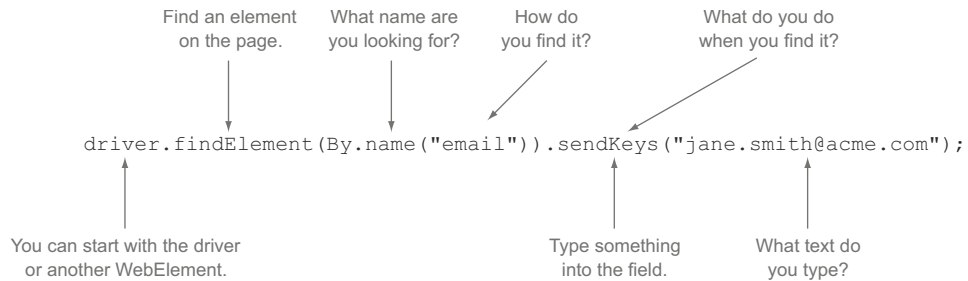 Find an element
on the page.
What name are
you looking for?
How do
you find it?
What do you do
when you find it?
driver.findElement(By.name("email")).sendKeys("jane.smith@acme.com");
You can start with the driver
or another WebElement.
Type something
into the field.
What text do
you type?